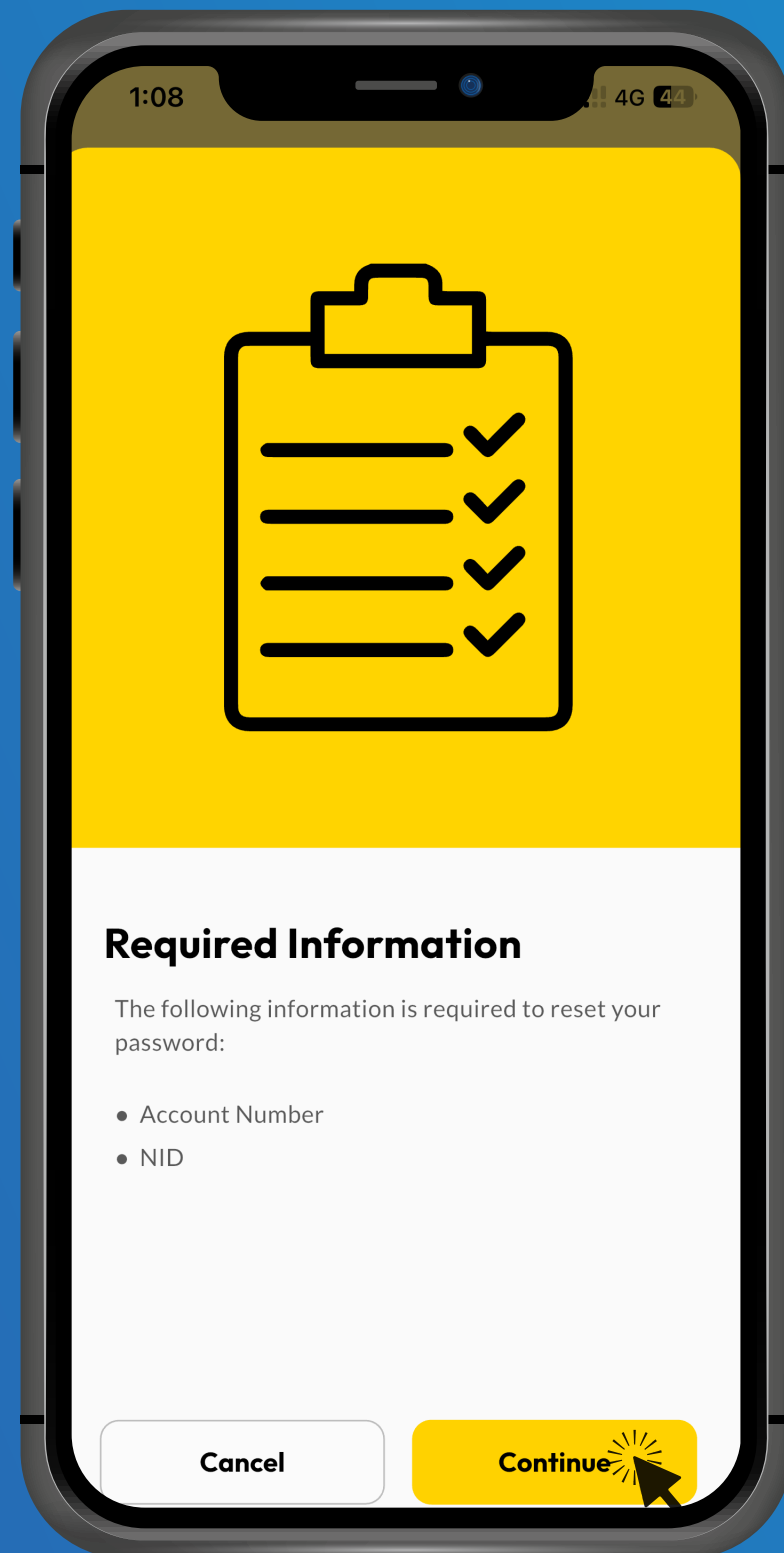 1:08
4G 44
Required Information
The following information is required to reset your
password:
● Account Number
● NID
Cancel
Continue